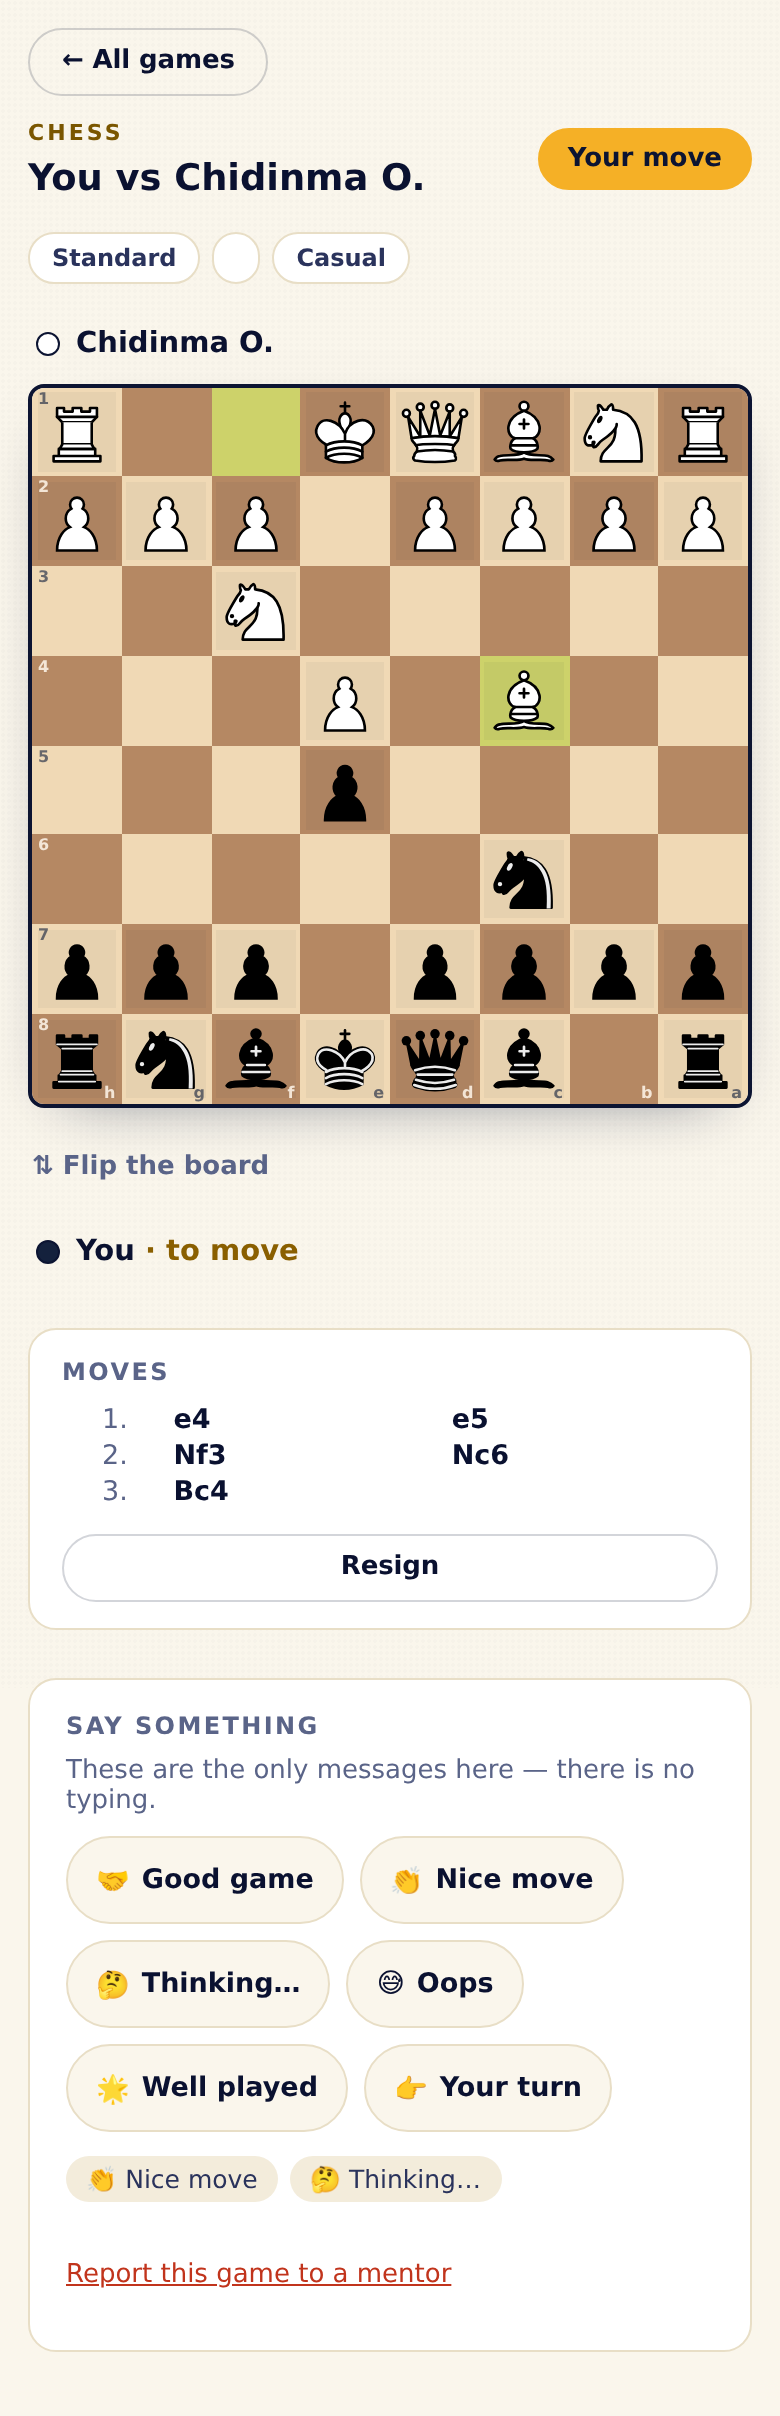 ← All games
CHESS
You vs Chidinma O.
Your move
Standard
Casual
Chidinma O.
1
2
3
4
5
6
7
8
h g f e d c b a
⇅ Flip the board
You · to move
MOVES
1. e4 e5
2. Nf3 Nc6
3. Bc4
Resign
SAY SOMETHING
These are the only messages here — there is no
typing.
🤝 Good game
👏 Nice move
🤔 Thinking…
😅 Oops
🌟 Well played
👉 Your turn
👏 Nice move
🤔 Thinking…
Report this game to a mentor